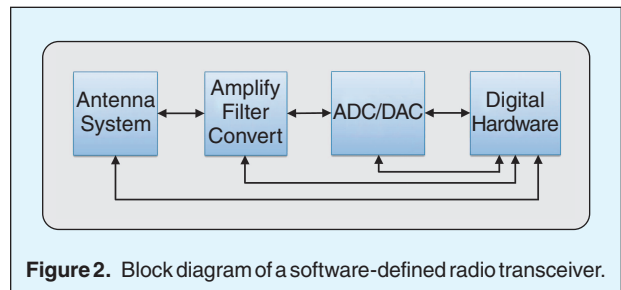 Antenna
System
Amplify
Filter
Convert
ADC/DAC
Digital
Hardware
Figure 2. Block diagram of a software-defined radio transceiver.